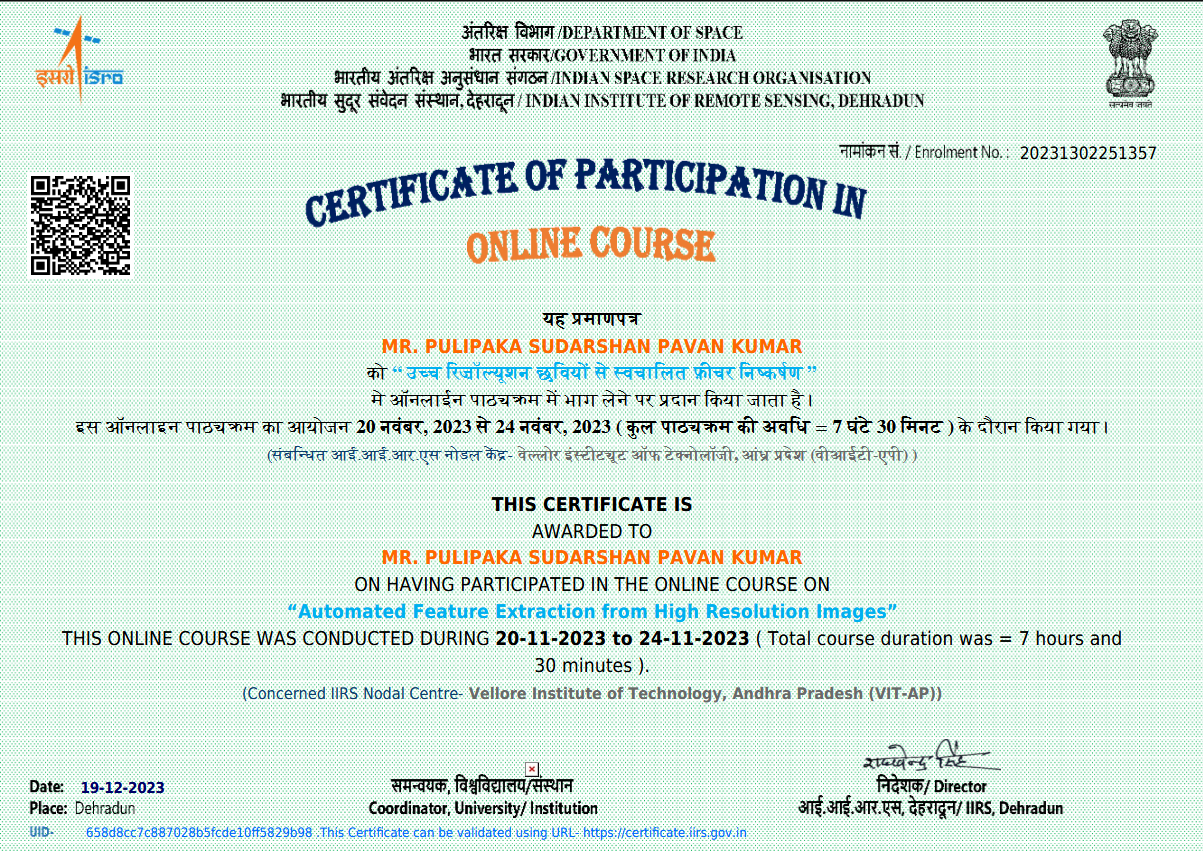 इसरो isro
अंतरिक्ष विभाग /DEPARTMENT OF SPACE
भारत सरकार/GOVERNMENT OF INDIA
भारतीय अंतरिक्ष अनुसंधान संगठन /INDIAN SPACE RESEARCH ORGANISATION
भारतीय सुदूर संवेदन संस्थान, देहरादून / INDIAN INSTITUTE OF REMOTE SENSING, DEHRADUN
सत्यमेव जयते
नामांकन सं. / Enrolment No. : 20231302251357
CERTIFICATE OF PARTICIPATION IN
ONLINE COURSE
यह प्रमाणपत्र
MR. PULIPAKA SUDARSHAN PAVAN KUMAR
को “ उच्च रिज़ॉल्यूशन छवियों से स्वचालित फ़ीचर निष्कर्षण ”
मे ऑनलाईन पाठ्यक्रम में भाग लेने पर प्रदान किया जाता है।
इस ऑनलाइन पाठ्यक्रम का आयोजन 20 नवंबर, 2023 से 24 नवंबर, 2023 ( कुल पाठ्यक्रम की अवधि = 7 घंटे 30 मिनट ) के दौरान किया गया।
(संबन्धित आई.आई.आर.एस नोडल केंद्र- वेल्लोर इंस्टीट्यूट ऑफ टेक्नोलॉजी, आंध्र प्रदेश (वीआईटी-एपी) )
THIS CERTIFICATE IS
AWARDED TO
MR. PULIPAKA SUDARSHAN PAVAN KUMAR
ON HAVING PARTICIPATED IN THE ONLINE COURSE ON
“Automated Feature Extraction from High Resolution Images”
THIS ONLINE COURSE WAS CONDUCTED DURING 20-11-2023 to 24-11-2023 ( Total course duration was = 7 hours and
30 minutes ).
(Concerned IIRS Nodal Centre- Vellore Institute of Technology, Andhra Pradesh (VIT-AP))
Date: 19-12-2023
Place: Dehradun
समन्वयक, विश्वविद्यालय/संस्थान
Coordinator, University/ Institution
निदेशक/ Director
आई.आई.आर.एस, देहरादून/ IIRS, Dehradun
UID- 658d8cc7c887028b5fcde10ff5829b98 .This Certificate can be validated using URL- https://certificate.iirs.gov.in